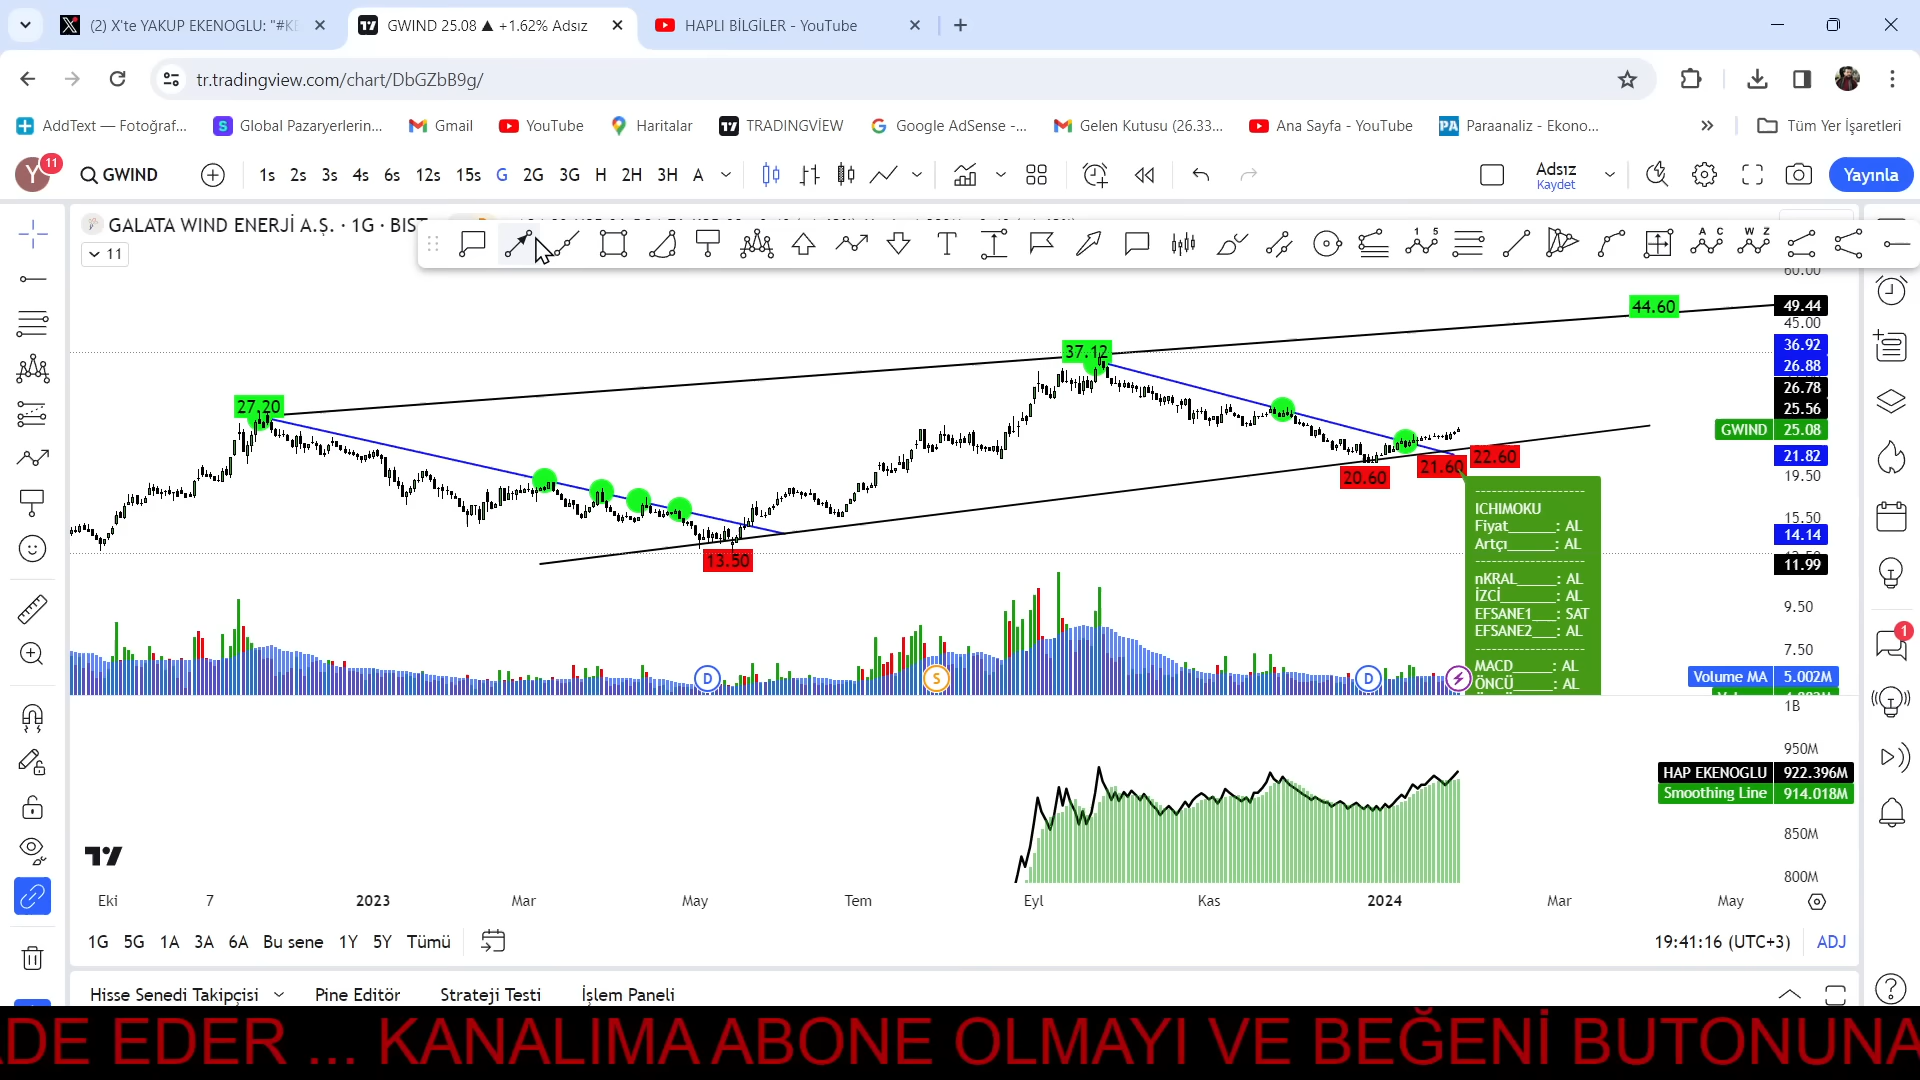 (2) X'te YAKUP EKENOGLU: "#KE
GWIND 25.08 ▲ +1.62% Adsız
HAPLI BİLGİLER - YouTube
tr.tradingview.com/chart/DbGZbB9g/
AddText — Fotoğraf...
Global Pazaryerlerin...
Gmail
YouTube
Haritalar
TRADINGVİEW
Google AdSense -...
Gelen Kutusu (26.33...
Ana Sayfa - YouTube
Paraanaliz - Ekono...
Tüm Yer İşaretleri
Y 11
GWIND
1s 2s 3s 4s 6s 12s 15s G 2G 3G H 2H 3H A
Adsız
Kaydet
Yayınla
GALATA WIND ENERJİ A.Ş. · 1G · BIST
11
60.00
44.60
49.44
45.00
37.12
36.92
26.88
26.78
27.20
25.56
GWIND 25.08
22.60
21.82
21.60
20.60
19.50
15.50
14.14
13.50
11.99
9.50
7.50
ICHIMOKU
Fiyat______: AL
Artçı______: AL
nKRAL_____: AL
İZCİ_______: AL
EFSANE1___: SAT
EFSANE2___: AL
MACD_____: AL
ÖNCÜ_____: AL
D
S
D
Volume MA 5.002M
1B
950M
HAP EKENOGLU 922.396M
Smoothing Line 914.018M
850M
800M
Eki 7 2023 Mar May Tem Eyl Kas 2024 Mar May
1G 5G 1A 3A 6A Bu sene 1Y 5Y Tümü
19:41:16 (UTC+3) ADJ
Hisse Senedi Takipçisi Pine Editör Strateji Testi İşlem Paneli
1
ADE EDER ... KANALIMA ABONE OLMAYI VE BEĞENİ BUTONUNA